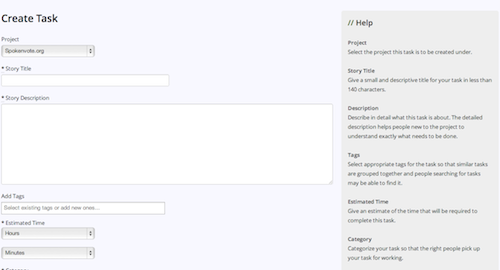 Create Task
Project
Spokenvote.org
* Story Title
* Story Description
Add Tags
Select existing tags or add new ones...
* Estimated Time
Hours
Minutes
* Category
// Help
Project
Select the project this task is to be created under.
Story Title
Give a small and descriptive title for your task in less
than 140 characters.
Description
Describe in detail what this task is about. The detailed
description helps people new to the project to
understand exactly what needs to be done.
Tags
Select appropriate tags for the task so that similar tasks
are grouped together and people searching for tasks
may be able to find it.
Estimated Time
Give an estimate of the time that will be required to
complete this task.
Category
Categorize your task so that the right people pick up
your task for working.